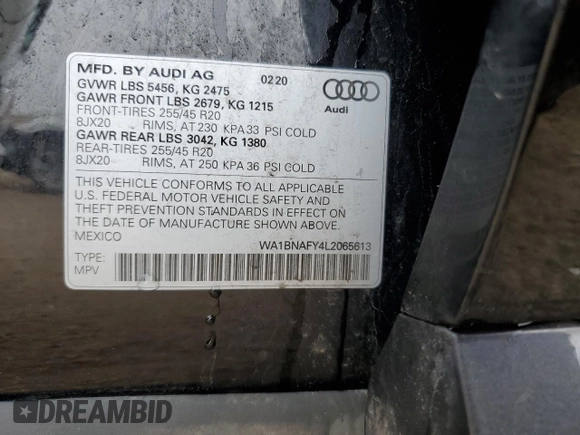 MFD. BY AUDI AG 02 20
GVWR LBS 5456, KG 2475
GAWR FRONT LBS 2679, KG 1215
FRONT-TIRES 255/45 R20
8JX20 RIMS, AT 230 KPA 33 PSI COLD
GAWR REAR LBS 3042, KG 1380
REAR-TIRES 255/45 R20
8JX20 RIMS, AT 250 KPA 36 PSI COLD
Audi
THIS VEHICLE CONFORMS TO ALL APPLICABLE
U.S. FEDERAL MOTOR VEHICLE SAFETY AND
THEFT PREVENTION STANDARDS IN EFFECT ON
THE DATE OF MANUFACTURE SHOWN ABOVE.
MEXICO WA1BNAFY4L2065613
TYPE:
MPV
DREAMBID